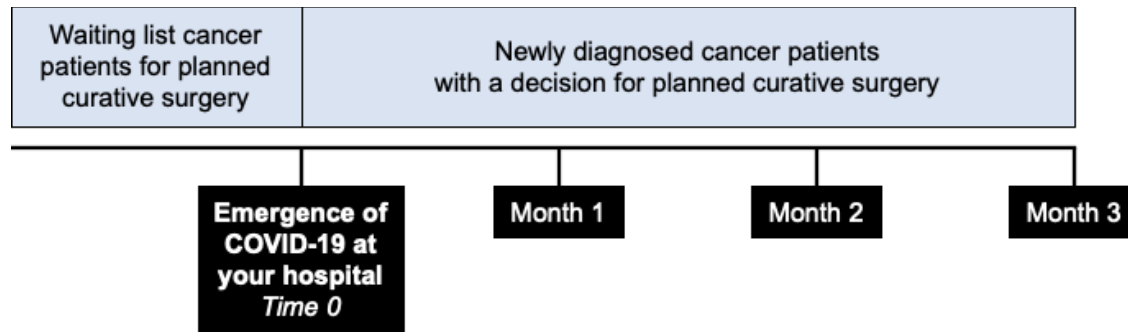 Waiting list cancer
patients for planned
curative surgery
Newly diagnosed cancer patients
with a decision for planned curative surgery
Emergence of
COVID-19 at
your hospital
Time 0
Month 1
Month 2
Month 3